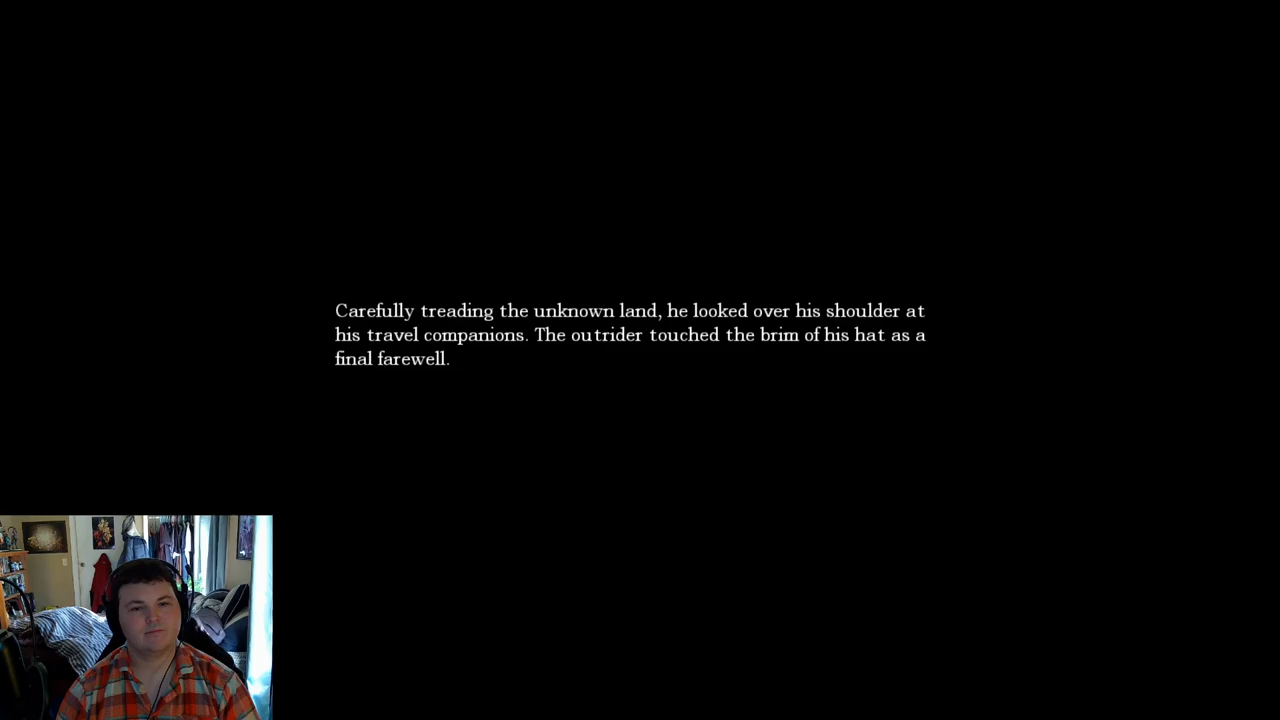 Carefully treading the unknown land, he looked over his shoulder at
his travel companions. The outrider touched the brim of his hat as a
final farewell.